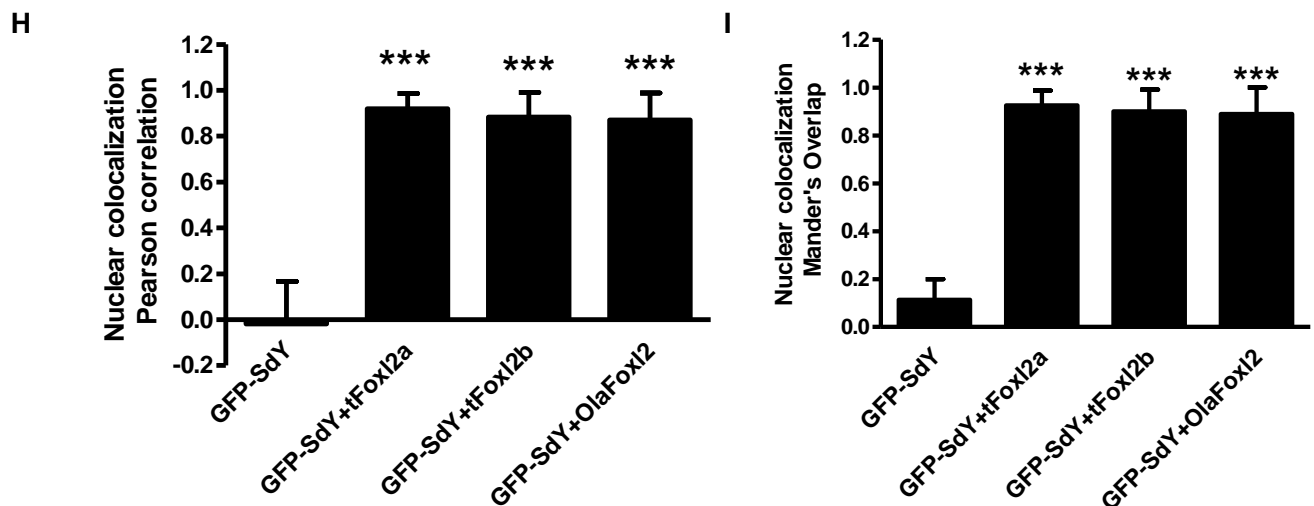 H
Nuclear colocalization
Pearson correlation
1.2
1.0
0.8
0.6
0.4
0.2
0.0
-0.2
***
***
***
GFP-SdY
GFP-SdY+tFoxl2a
GFP-SdY+tFoxl2b
GFP-SdY+OlaFoxl2
I
Nuclear colocalization
Mander's Overlap
1.2
1.0
0.8
0.6
0.4
0.2
0.0
***
***
***
GFP-SdY
GFP-SdY+tFoxl2a
GFP-SdY+tFoxl2b
GFP-SdY+OlaFoxl2